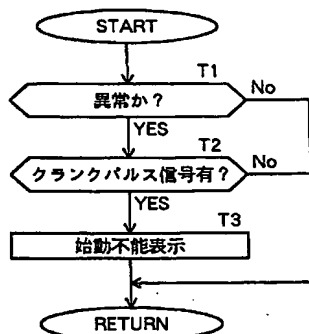 START
T1
異常か？
No
YES
T2
クランクパルス信号有？
No
YES
T3
始動不能表示
RETURN